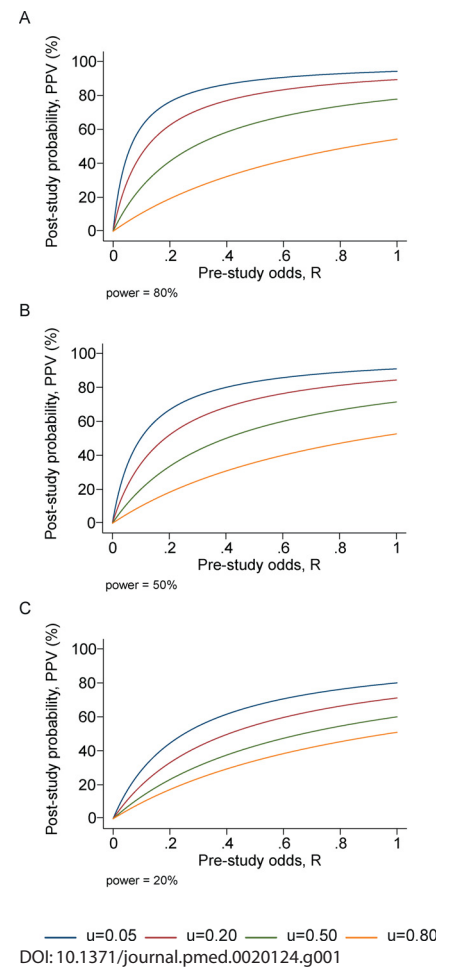 A
Post-study probability, PPV (%)
100
80
60
40
20
0
0 .2 .4 .6 .8 1
Pre-study odds, R
power = 80%
B
Post-study probability, PPV (%)
100
80
60
40
20
0
0 .2 .4 .6 .8 1
Pre-study odds, R
power = 50%
C
Post-study probability, PPV (%)
100
80
60
40
20
0
0 .2 .4 .6 .8 1
Pre-study odds, R
power = 20%
u=0.05 u=0.20 u=0.50 u=0.80
DOI: 10.1371/journal.pmed.0020124.g001